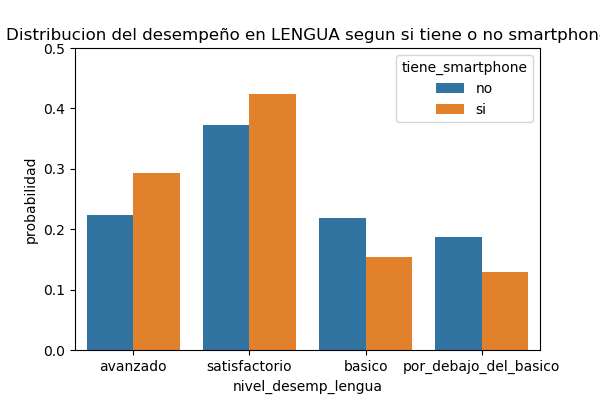 Distribucion del desempeño en LENGUA segun si tiene o no smartphone
0.5
0.4
0.3
0.2
0.1
0.0
probabilidad
tiene_smartphone
no
si
avanzado satisfactorio basico por_debajo_del_basico
nivel_desemp_lengua